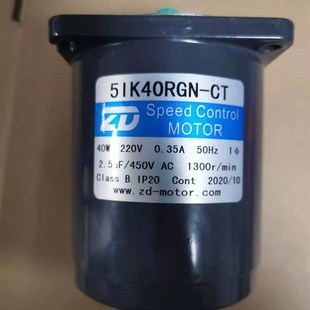 5IK40RGN-CT
ZD Speed Control
MOTOR
40W 220V 0.35A 50Hz 1Φ
2.5uF/450V AC 1300r/min
Class B IP20 Cont 2020/10
www.zd-motor.com